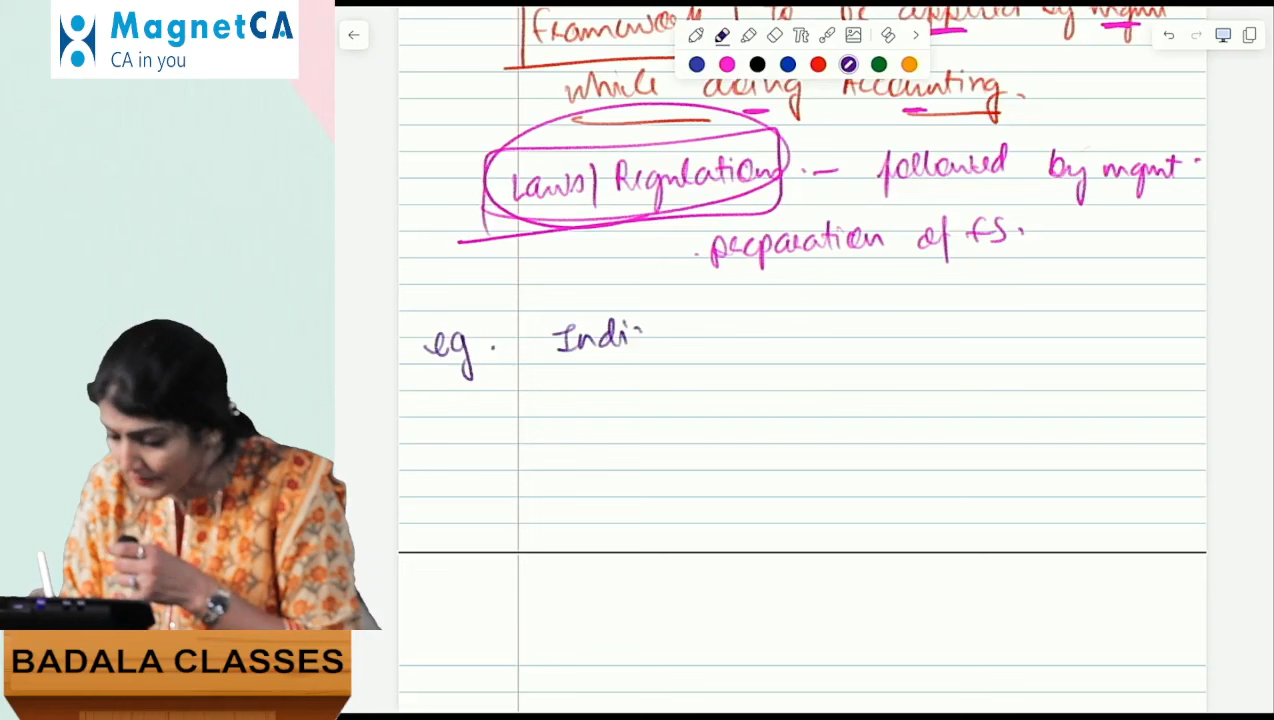 MagnetCA
CA in you
Framework to be applied by mgmt
while doing Accounting.
Laws/ Regulation - followed by mgmt.
preparation of FS.
eg. Indi
BADALA CLASSES